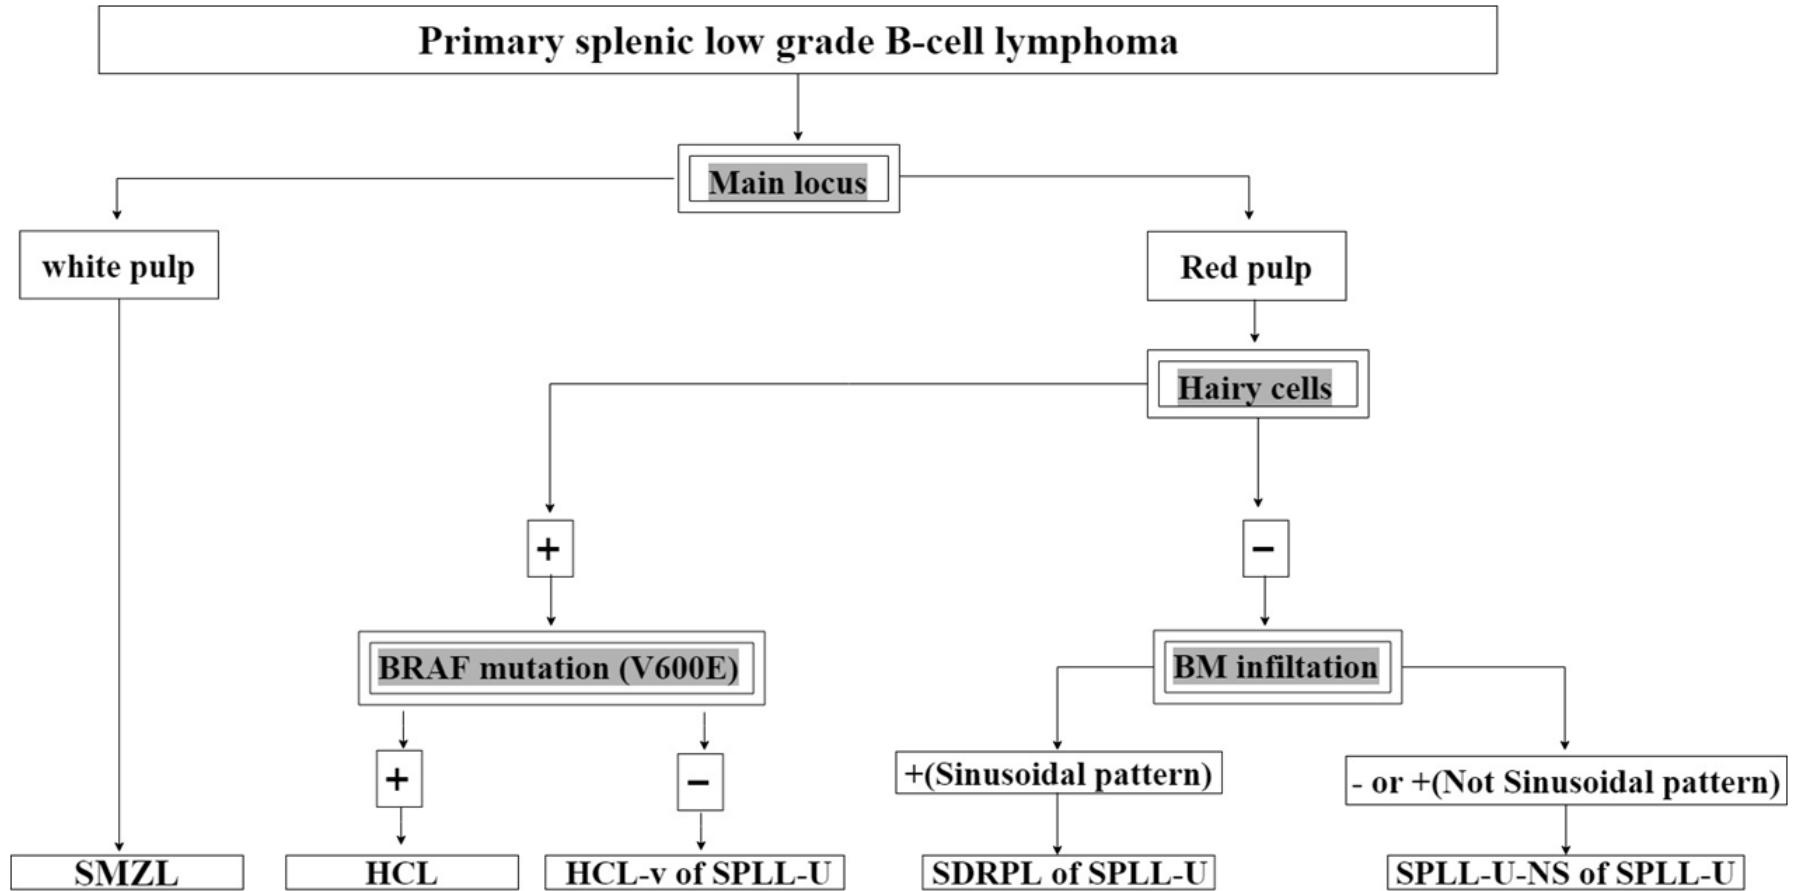 Primary splenic low grade B-cell lymphoma
Main locus
white pulp
Red pulp
Hairy cells
+
−
BRAF mutation (V600E)
BM infiltation
+
−
+(Sinusoidal pattern)
- or +(Not Sinusoidal pattern)
SMZL
HCL
HCL-v of SPLL-U
SDRPL of SPLL-U
SPLL-U-NS of SPLL-U